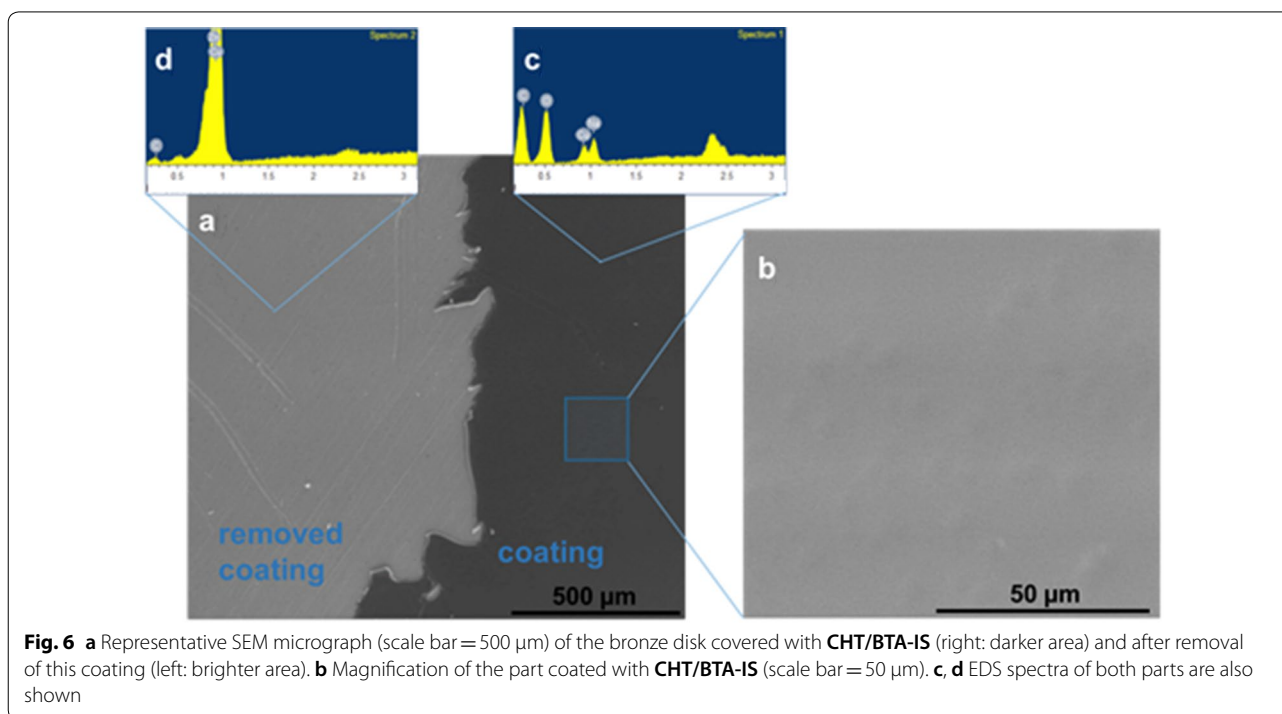 d
Spectrum 2
0.5 1 1.5 2 2.5 3
c
Spectrum 1
0.5 1 1.5 2 2.5 3
a
b
removed
coating
coating
500 µm
50 µm
Fig. 6 a Representative SEM micrograph (scale bar = 500 µm) of the bronze disk covered with CHT/BTA-IS (right: darker area) and after removal
of this coating (left: brighter area). b Magnification of the part coated with CHT/BTA-IS (scale bar = 50 µm). c, d EDS spectra of both parts are also
shown